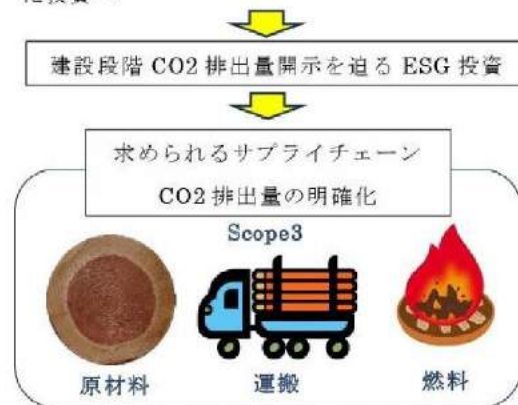 建設段階 CO2 排出量開示を迫る ESG 投資
求められるサプライチェーン
CO2 排出量の明確化
Scope3
原材料
運搬
燃料